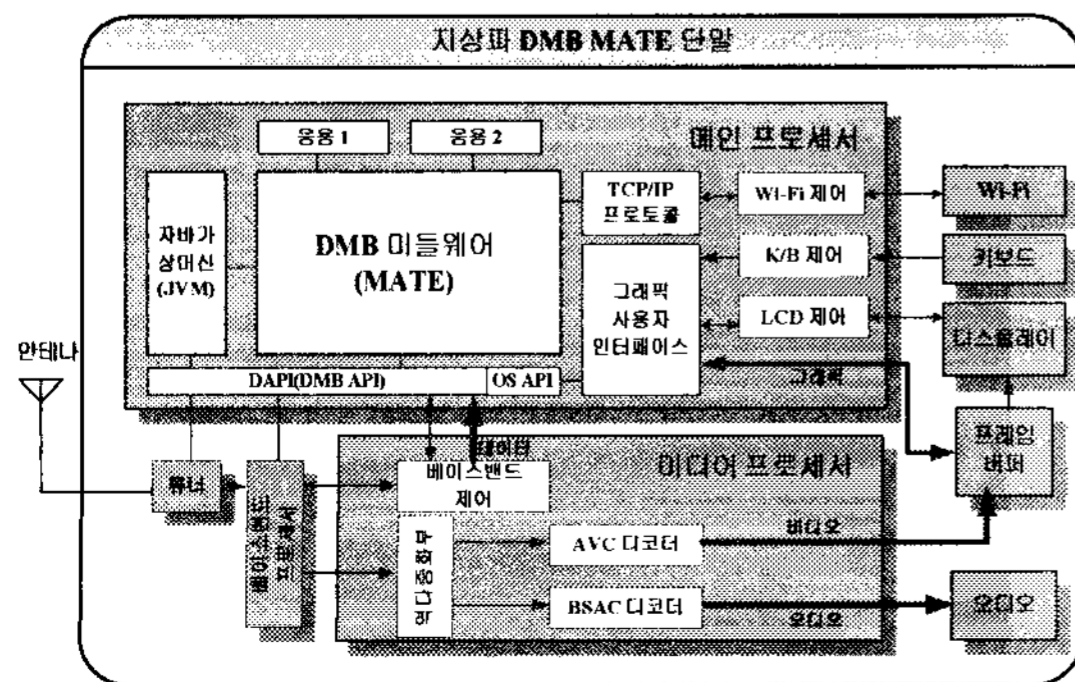 지상파 DMB MATE 단말
메인 프로세서
응용 1
응용 2
자바가
상머신
(JVM)
DMB 미들웨어
(MATE)
TCP/IP
프로토콜
Wi-Fi 제어
Wi-Fi
K/B 제어
키보드
그래픽
사용자
인터페이스
LCD 제어
디스플레이
안테나
DAPI(DMB API)
OS API
그래픽
프레임
버퍼
데이터
미디어 프로세서
튜너
베이스밴드
프로세서
베이스밴드
제어
역다중화부
AVC 디코더
비디오
BSAC 디코더
오디오
오디오